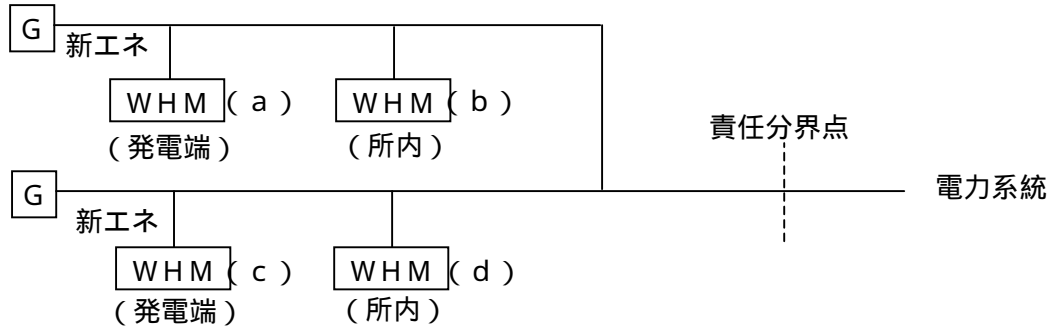 G
新エネ
WHM(a) WHM(b)
(発電端) (所内)
責任分界点
G
電力系統
新エネ
WHM(c) WHM(d)
(発電端) (所内)